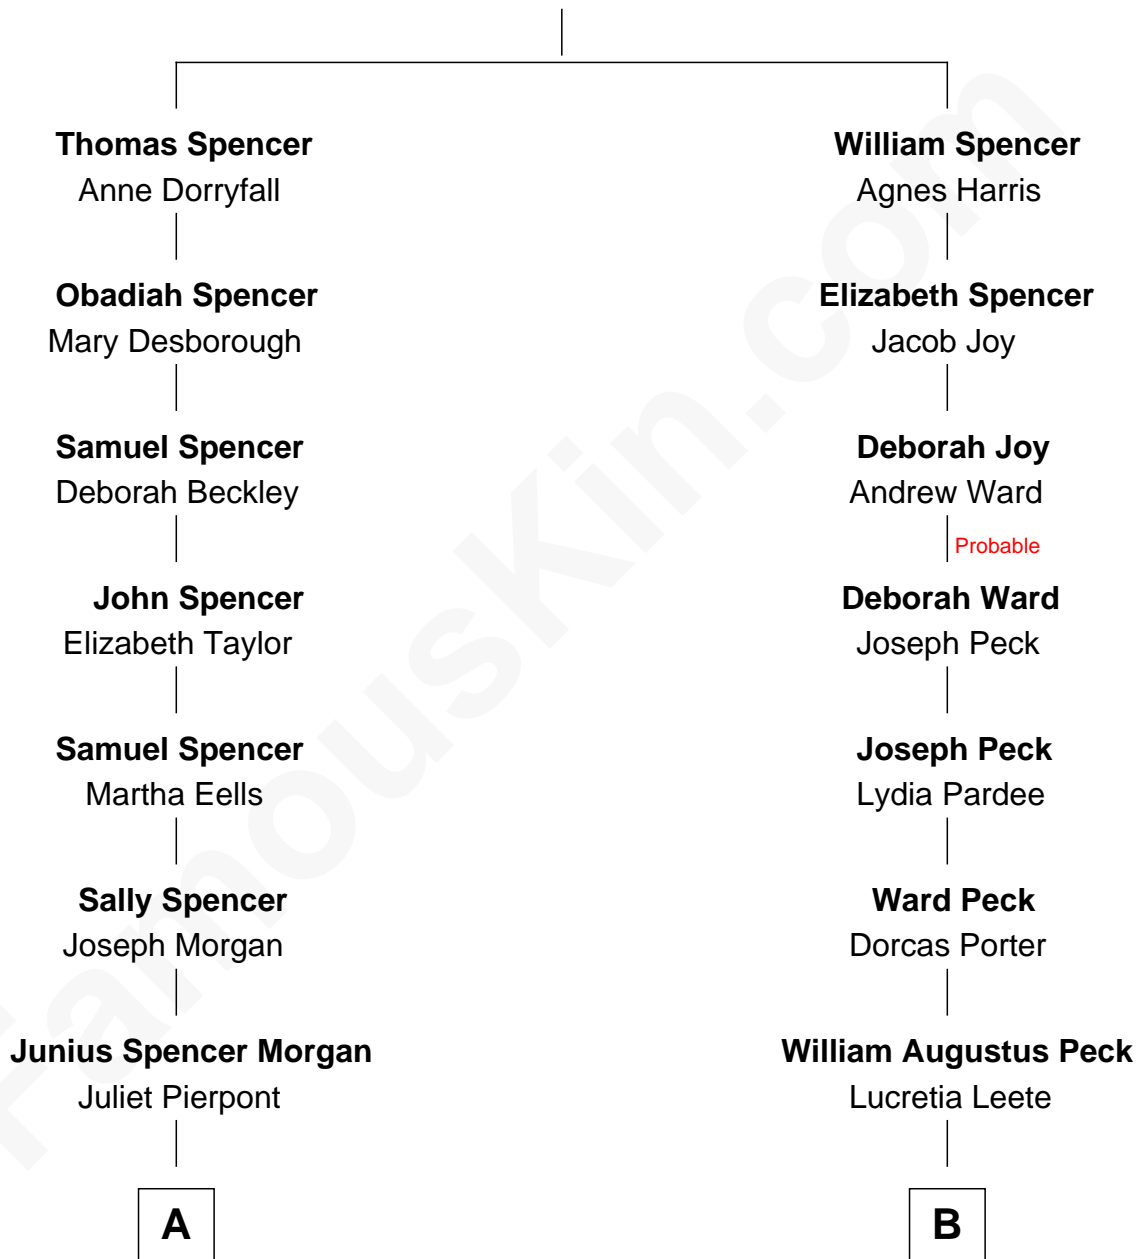 Thomas Spencer
Anne Dorryfall
Obadiah Spencer
Mary Desborough
Samuel Spencer
Deborah Beckley
John Spencer
Elizabeth Taylor
Samuel Spencer
Martha Eells
Sally Spencer
Joseph Morgan
Junius Spencer Morgan
Juliet Pierpont
A
William Spencer
Agnes Harris
Elizabeth Spencer
Jacob Joy
Deborah Joy
Andrew Ward
Probable
Deborah Ward
Joseph Peck
Joseph Peck
Lydia Pardee
Ward Peck
Dorcas Porter
William Augustus Peck
Lucretia Leete
B
FamousKin.com